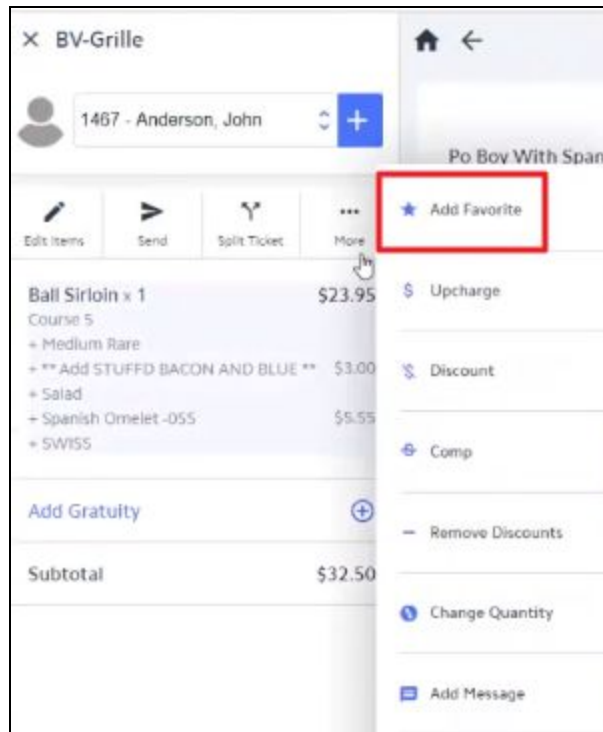 BV-Grille
1467 - Anderson, John
Po Boy With Span
Edit Items
Send
Split Ticket
More
Add Favorite
Ball Sirloin x 1 $23.95
Course 5
+ Medium Rare
+ ** Add STUFFD BACON AND BLUE ** $3.00
+ Salad
+ Spanish Omelet -055 $5.55
+ SWISS
Add Gratuity
Subtotal $32.50
Upcharge
Discount
Comp
Remove Discounts
Change Quantity
Add Message